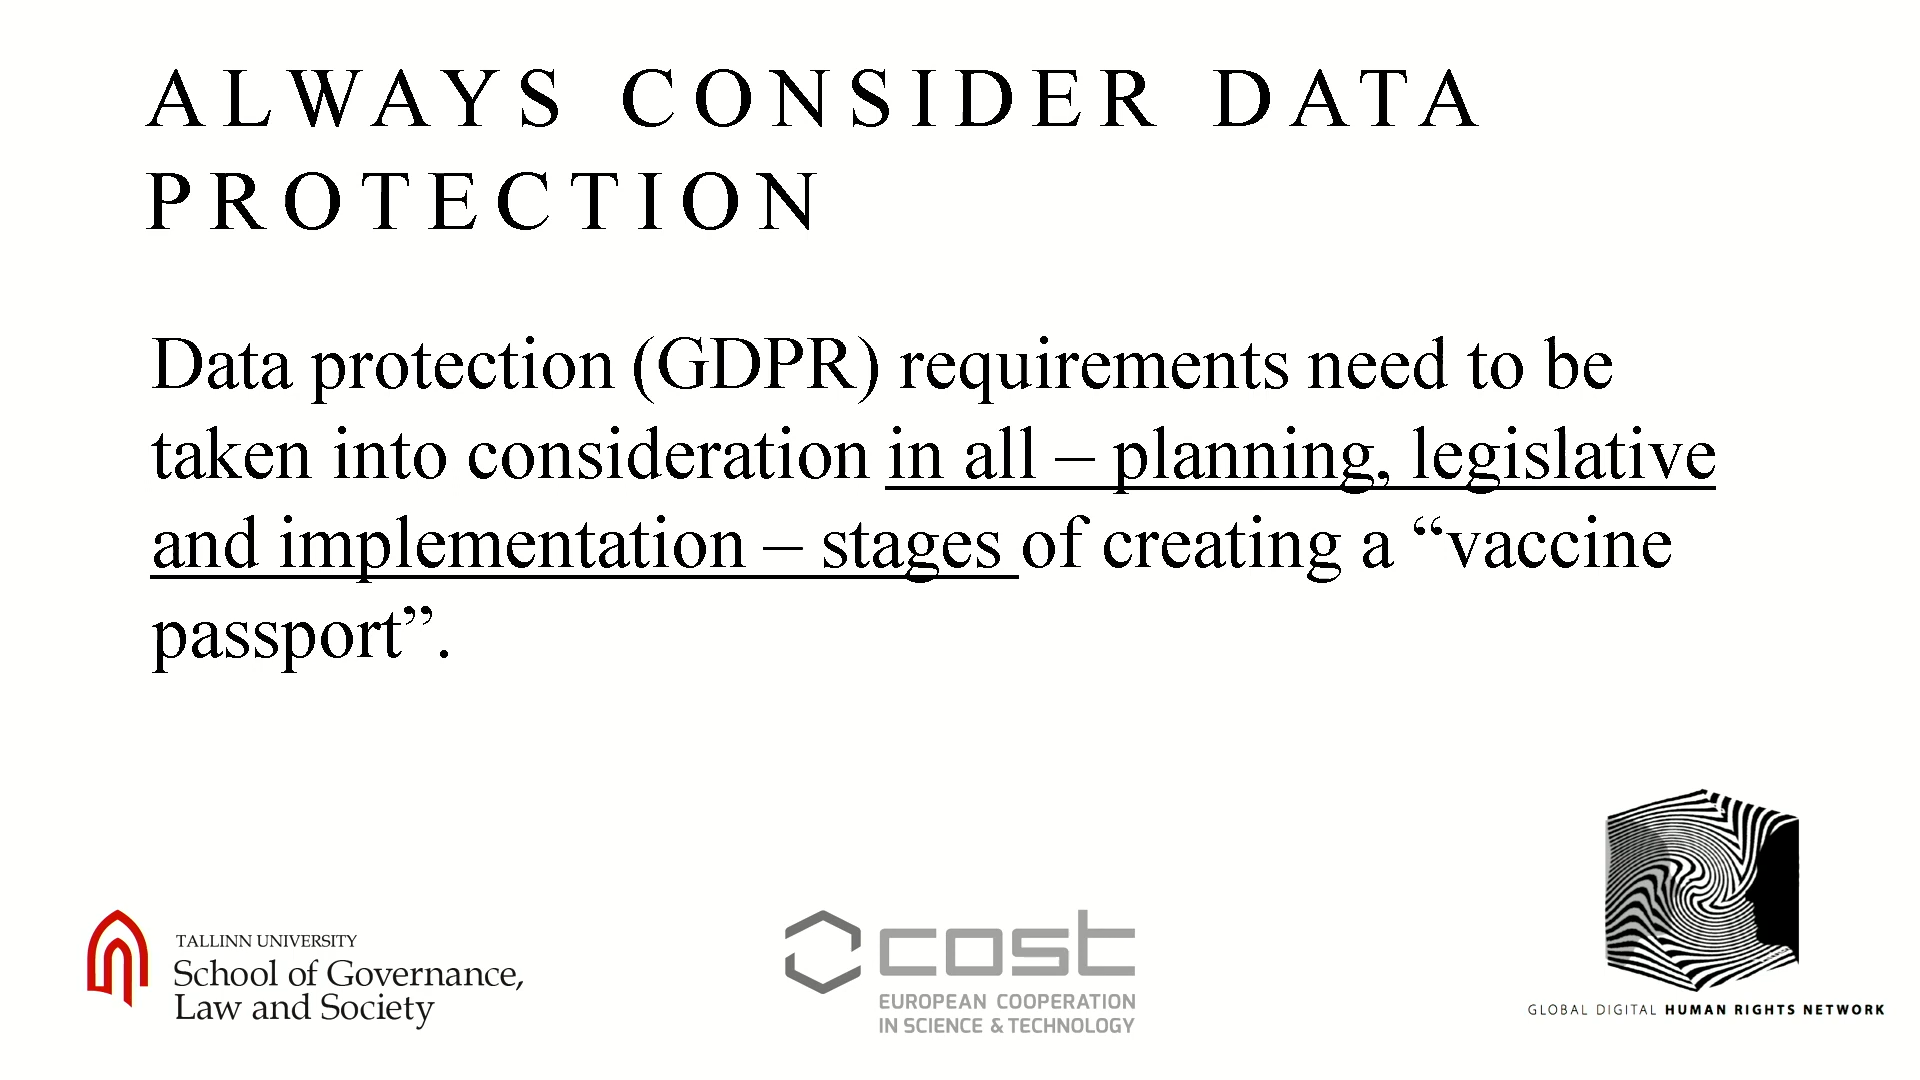 ALWAYS CONSIDER DATA
PROTECTION
Data protection (GDPR) requirements need to be
taken into consideration in all – planning, legislative
and implementation – stages of creating a “vaccine
passport”.
TALLINN UNIVERSITY
School of Governance,
Law and Society
cost
EUROPEAN COOPERATION
IN SCIENCE & TECHNOLOGY
GLOBAL DIGITAL HUMAN RIGHTS NETWORK